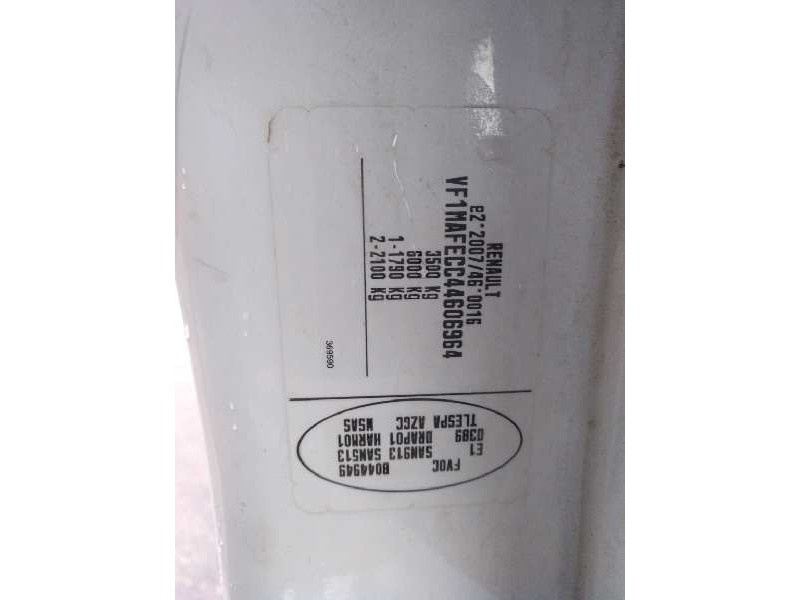 RENAULT
e2*2007/46*0016
VF1MAFECC44606964
3500 Kg
6000 Kg
1-1790 Kg
2-2100 Kg
369590
FVOC B044949
E1 SAN913 SAN513
0389 DRAP01 HARM01
TLESPA AZGC MSAS